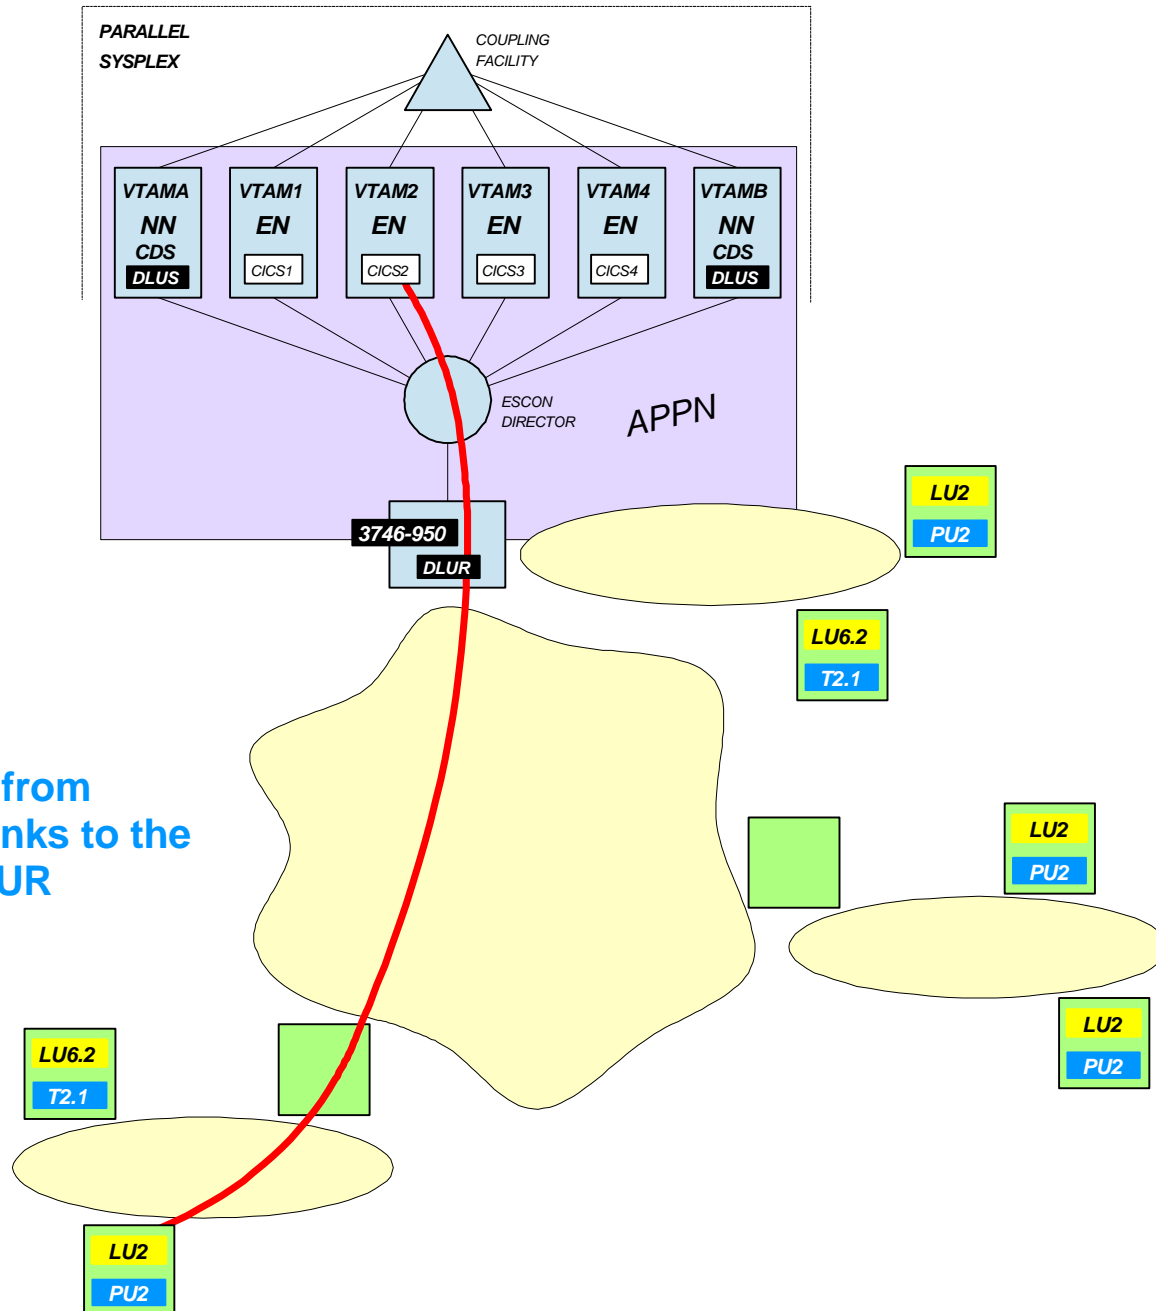 PARALLEL
SYSPLEX
COUPLING
FACILITY
VTAMA
NN
CDS
DLUS
VTAM1
EN
CICS1
VTAM2
EN
CICS2
VTAM3
EN
CICS3
VTAM4
EN
CICS4
VTAMB
NN
CDS
DLUS
ESCON
DIRECTOR
APPN
3746-950
DLUR
LU2
PU2
LU6.2
T2.1
from
nks to the
UR
LU2
PU2
LU2
PU2
LU6.2
T2.1
LU2
PU2